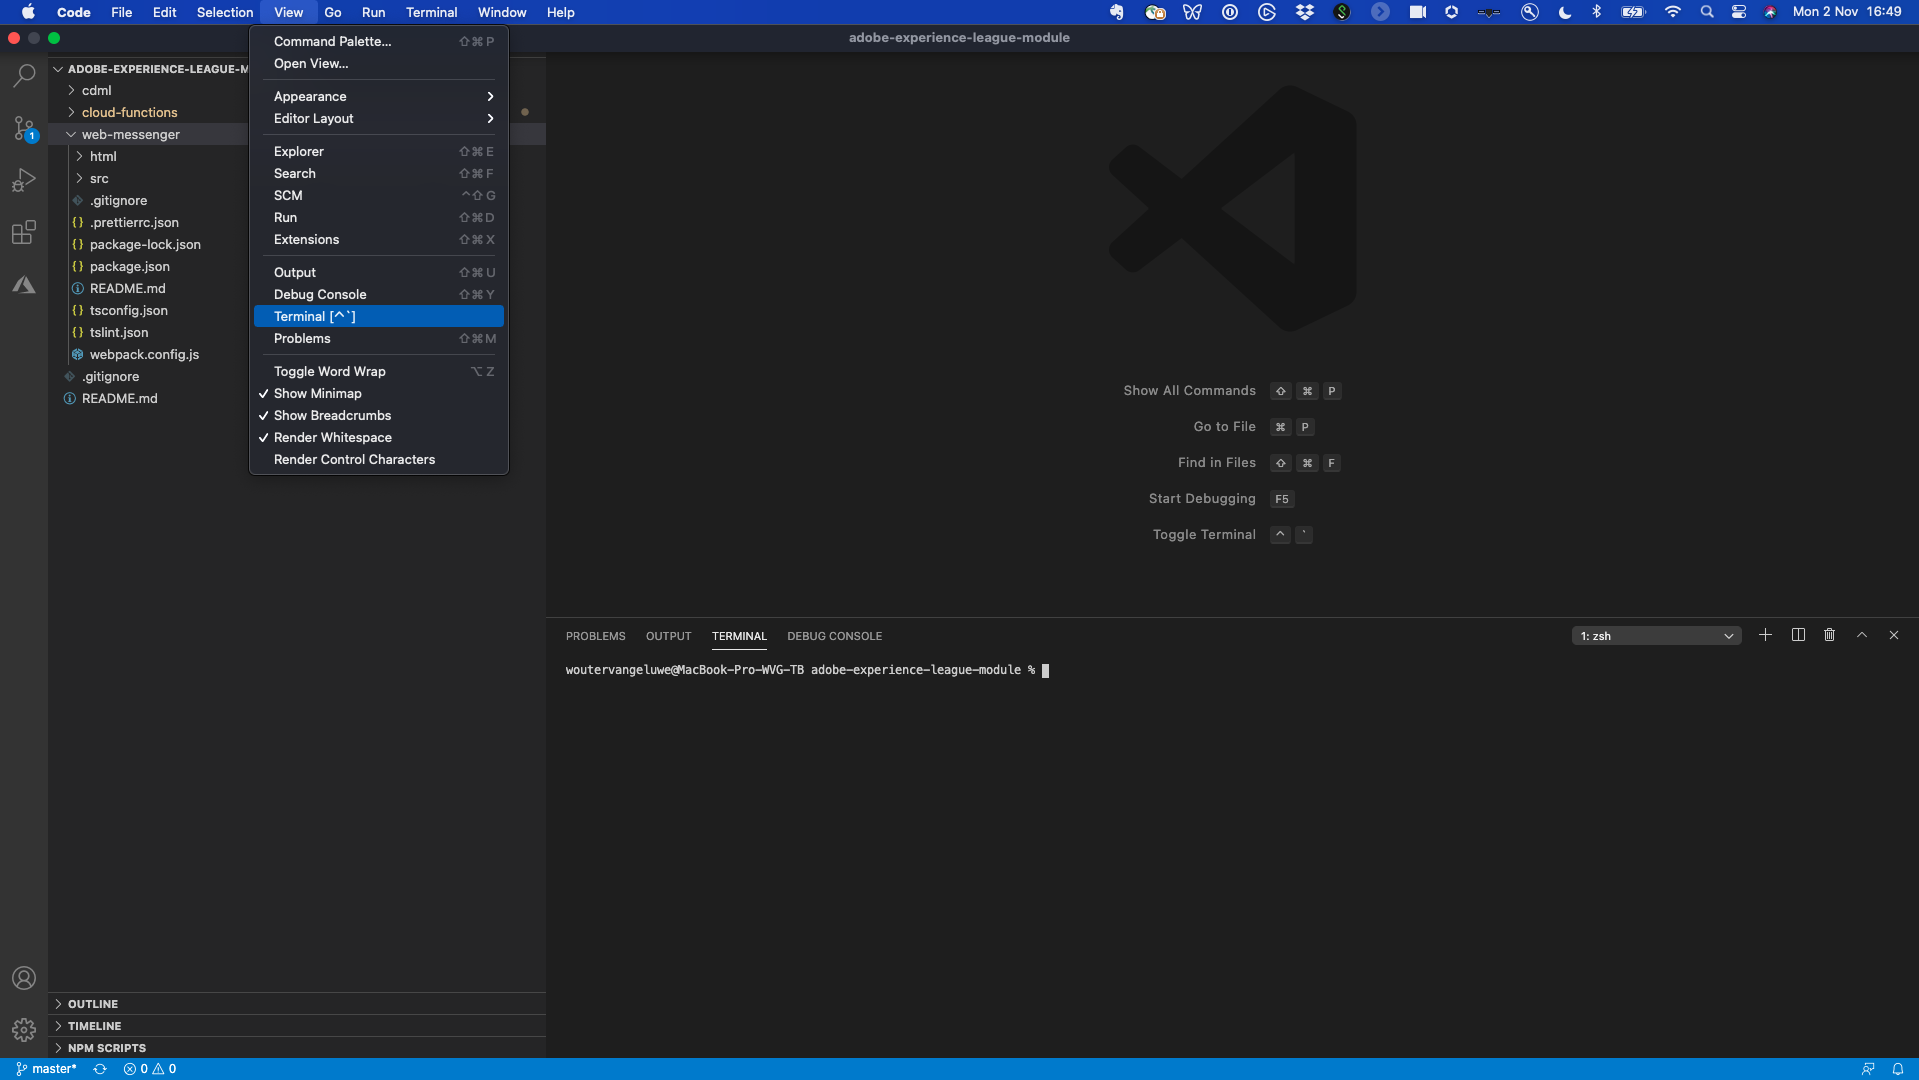 Code File Edit Selection View Go Run Terminal Window Help Mon 2 Nov 16:49
adobe-experience-league-module
ADOBE-EXPERIENCE-LEAGUE-M
cdml
cloud-functions
web-messenger
html
src
.gitignore
.prettierrc.json
package-lock.json
package.json
README.md
tsconfig.json
tslint.json
webpack.config.js
.gitignore
README.md
1
Command Palette... ⇧⌘P
Open View...
Appearance
Editor Layout
Explorer ⇧⌘E
Search ⇧⌘F
SCM ^⇧G
Run ⇧⌘D
Extensions ⇧⌘X
Output ⇧⌘U
Debug Console ⇧⌘Y
Terminal [^`]
Problems ⇧⌘M
Toggle Word Wrap ⌥Z
✓ Show Minimap
✓ Show Breadcrumbs
✓ Render Whitespace
Render Control Characters
Show All Commands ⇧ ⌘ P
Go to File ⌘ P
Find in Files ⇧ ⌘ F
Start Debugging F5
Toggle Terminal ^ `
PROBLEMS OUTPUT TERMINAL DEBUG CONSOLE 1: zsh
woutervangeluwe@MacBook-Pro-WVG-TB adobe-experience-league-module %
OUTLINE
TIMELINE
NPM SCRIPTS
master* 0 0